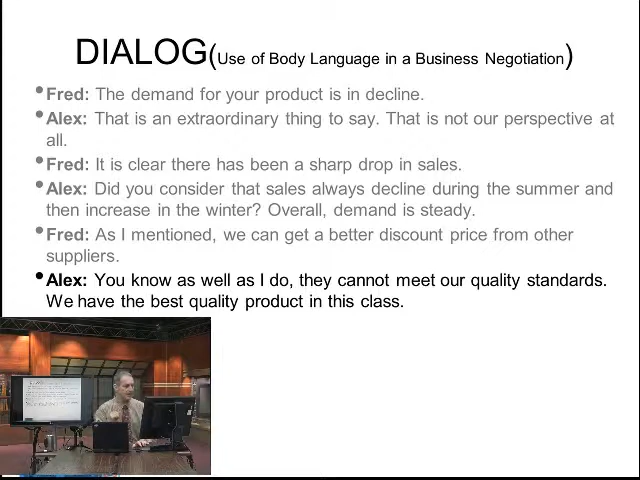 DIALOG(Use of Body Language in a Business Negotiation)
•Fred: The demand for your product is in decline.
•Alex: That is an extraordinary thing to say. That is not our perspective at
all.
•Fred: It is clear there has been a sharp drop in sales.
•Alex: Did you consider that sales always decline during the summer and
then increase in the winter? Overall, demand is steady.
•Fred: As I mentioned, we can get a better discount price from other
suppliers.
•Alex: You know as well as I do, they cannot meet our quality standards.
We have the best quality product in this class.